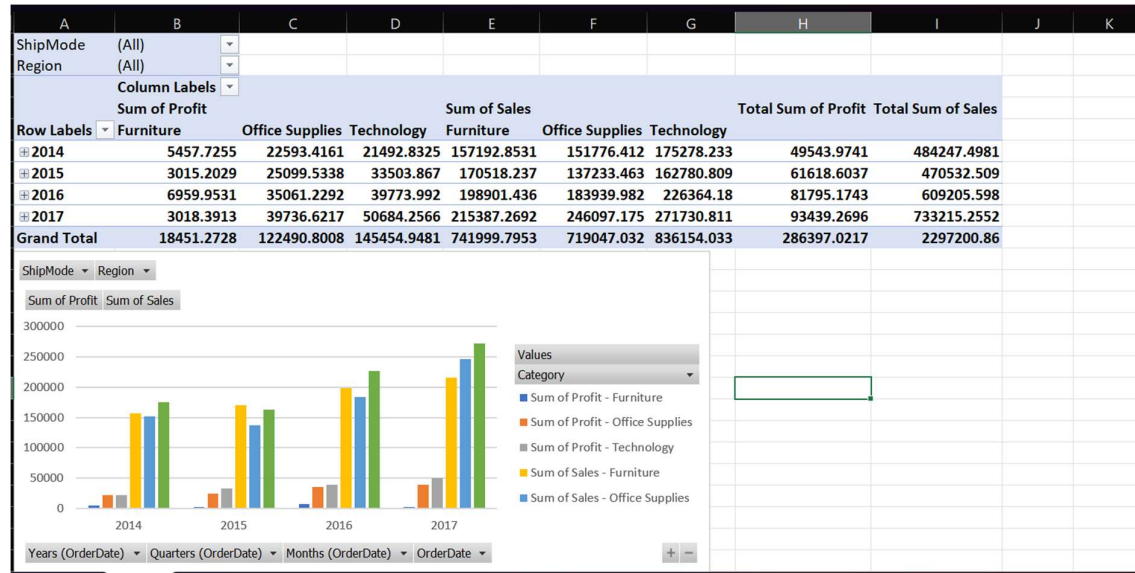 A B C D E F G H I J K
ShipMode (All)
Region (All)
Column Labels
Sum of Profit Sum of Sales Total Sum of Profit Total Sum of Sales
Row Labels Furniture Office Supplies Technology Furniture Office Supplies Technology
2014 5457.7255 22593.4161 21492.8325 157192.8531 151776.412 175278.233 49543.9741 484247.4981
2015 3015.2029 25099.5338 33503.867 170518.237 137233.463 162780.809 61618.6037 470532.509
2016 6959.9531 35061.2292 39773.992 198901.436 183939.982 226364.18 81795.1743 609205.598
2017 3018.3913 39736.6217 50684.2566 215387.2692 246097.175 271730.811 93439.2696 733215.2552
Grand Total 18451.2728 122490.8008 145454.9481 741999.7953 719047.032 836154.033 286397.0217 2297200.86
ShipMode Region
Sum of Profit Sum of Sales
300000
250000
200000
150000
100000
50000
0
2014 2015 2016 2017
Values
Category
Sum of Profit - Furniture
Sum of Profit - Office Supplies
Sum of Profit - Technology
Sum of Sales - Furniture
Sum of Sales - Office Supplies
Years (OrderDate) Quarters (OrderDate) Months (OrderDate) OrderDate + −